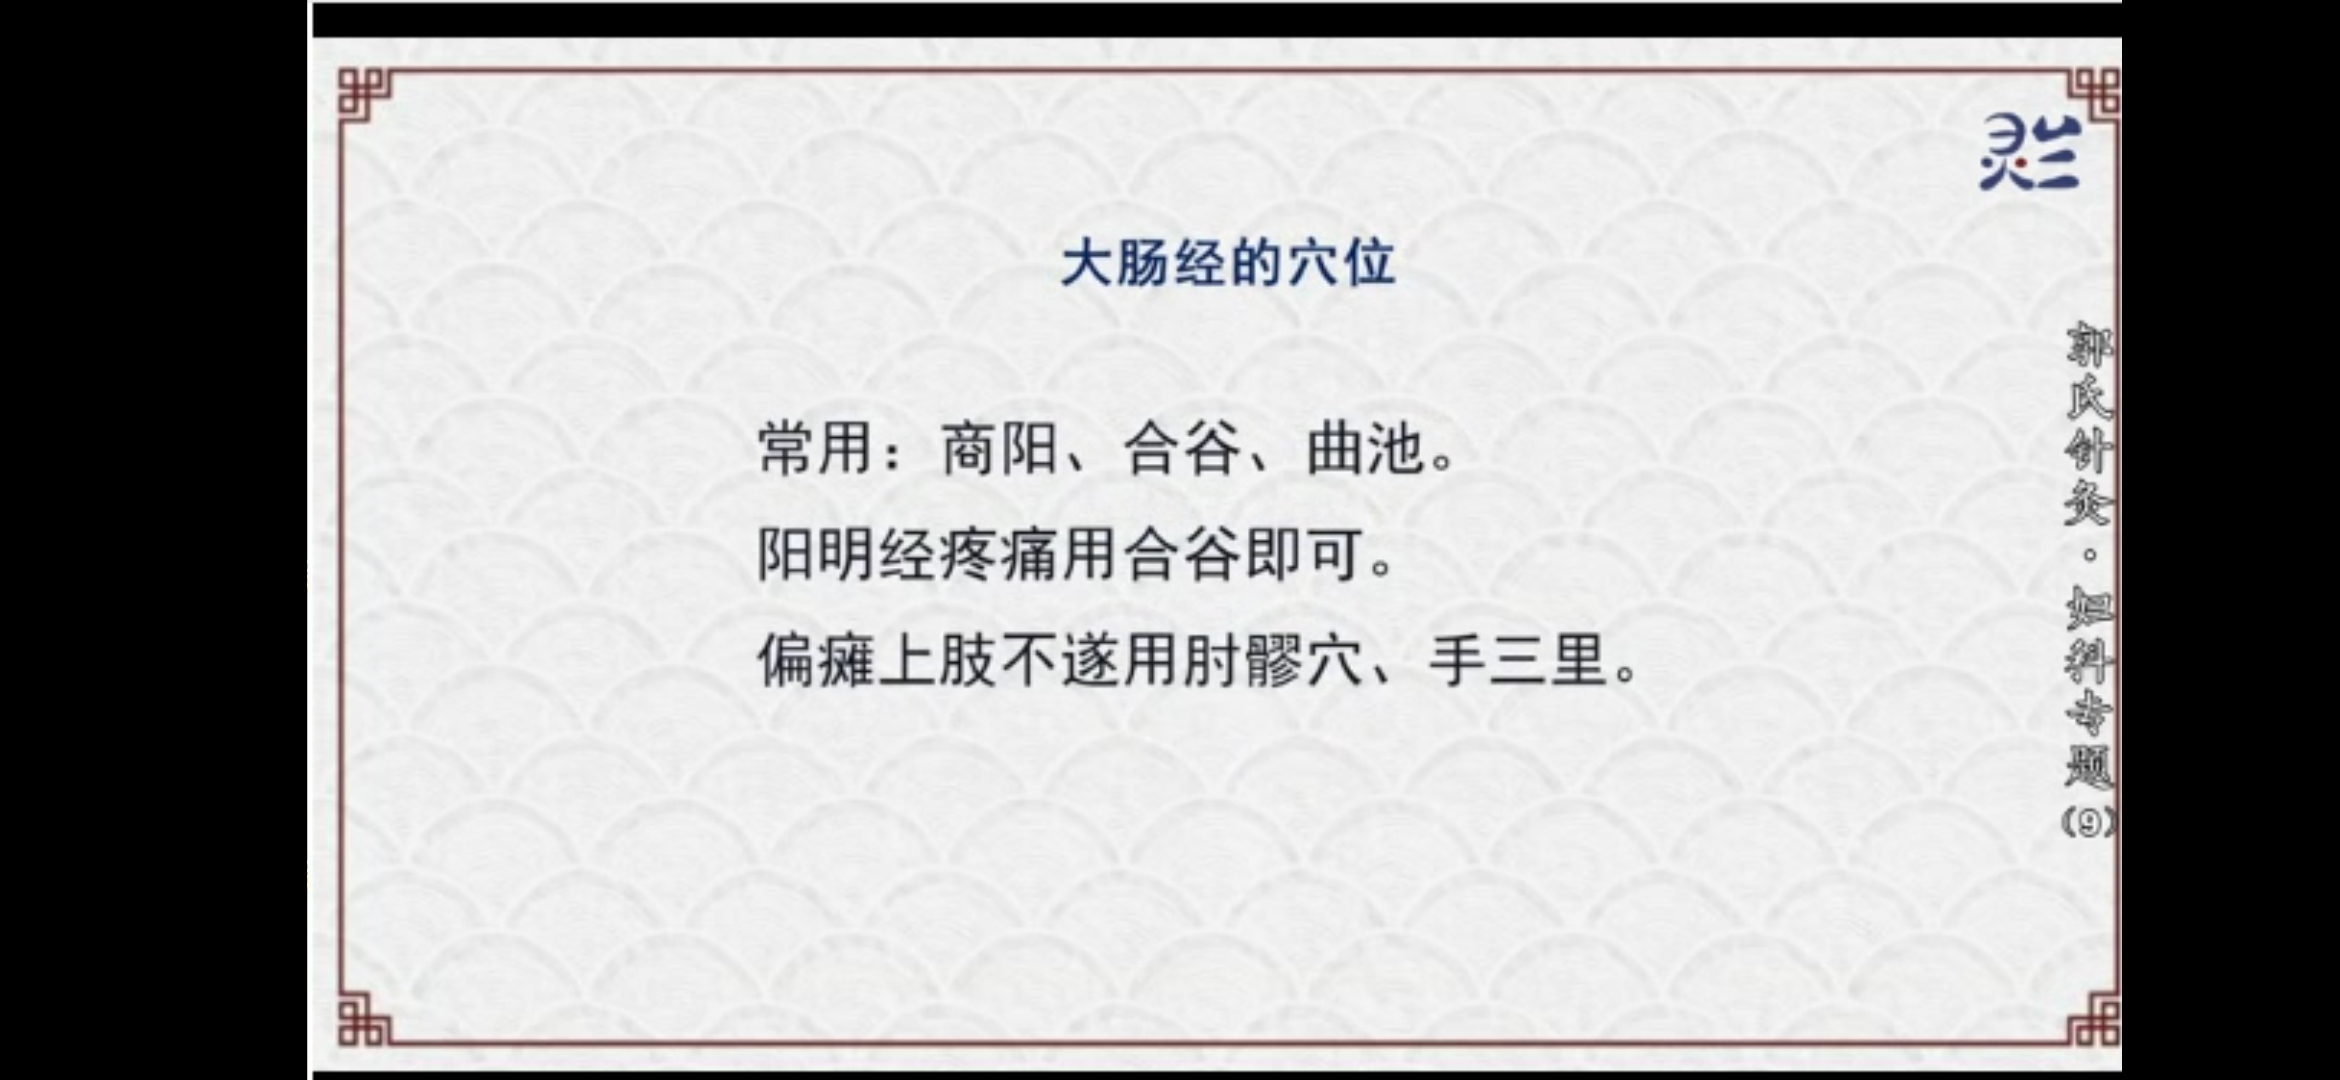 大肠经的穴位
常用：商阳、合谷、曲池。
阳明经疼痛用合谷即可。
偏瘫上肢不遂用肘髎穴、手三里。
郭氏针灸·妇科专题(9)
灵兰